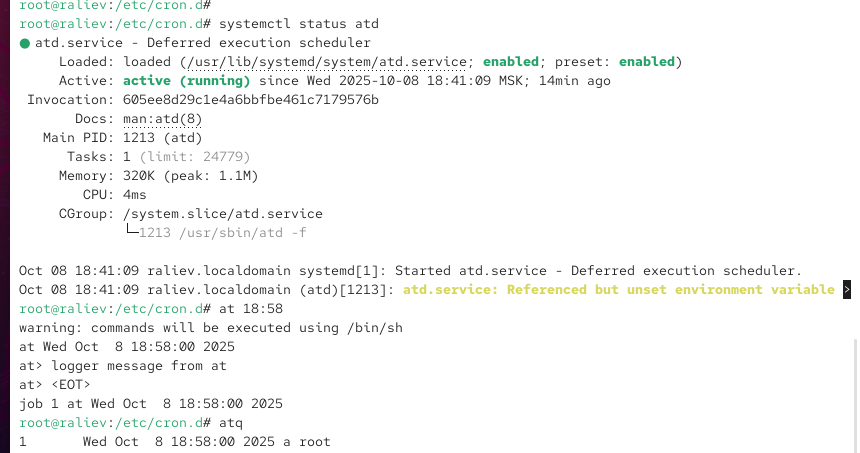 root@raliev:/etc/cron.d#
root@raliev:/etc/cron.d# systemctl status atd
● atd.service - Deferred execution scheduler
     Loaded: loaded (/usr/lib/systemd/system/atd.service; enabled; preset: enabled)
     Active: active (running) since Wed 2025-10-08 18:41:09 MSK; 14min ago
 Invocation: 605ee8d29c1e4a6bbfbe461c7179576b
       Docs: man:atd(8)
   Main PID: 1213 (atd)
      Tasks: 1 (limit: 24779)
     Memory: 320K (peak: 1.1M)
        CPU: 4ms
     CGroup: /system.slice/atd.service
             └─1213 /usr/sbin/atd -f
Oct 08 18:41:09 raliev.localdomain systemd[1]: Started atd.service - Deferred execution scheduler.
Oct 08 18:41:09 raliev.localdomain (atd)[1213]: atd.service: Referenced but unset environment variable >
root@raliev:/etc/cron.d# at 18:58
warning: commands will be executed using /bin/sh
at Wed Oct  8 18:58:00 2025
at> logger message from at
at> <EOT>
job 1 at Wed Oct  8 18:58:00 2025
root@raliev:/etc/cron.d# atq
1       Wed Oct  8 18:58:00 2025 a root